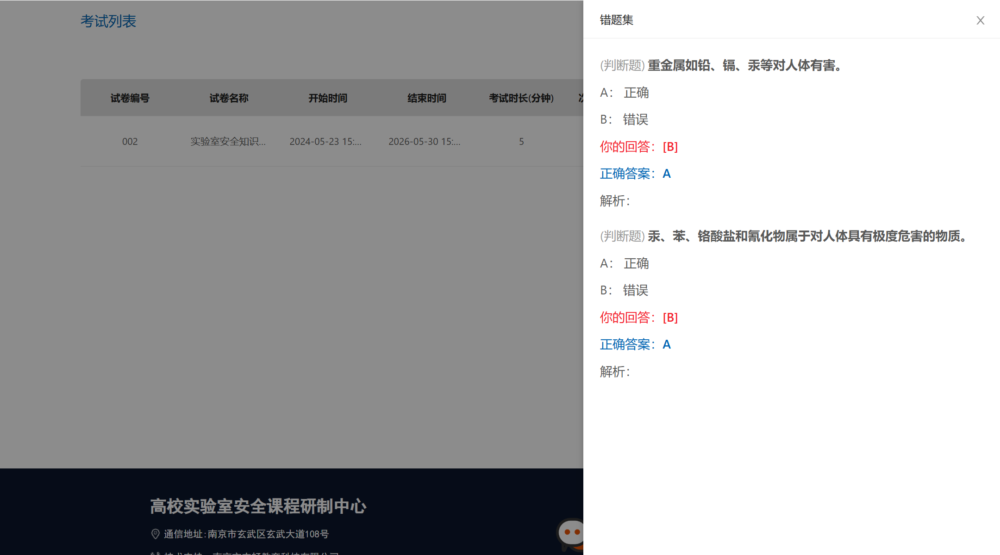 考试列表
试卷编号 试卷名称 开始时间 结束时间 考试时长(分钟)
002 实验室安全知识... 2024-05-23 15:... 2026-05-30 15:... 5
高校实验室安全课程研制中心
通信地址:南京市玄武区玄武大道108号
错题集
(判断题) 重金属如铅、镉、汞等对人体有害。
A： 正确
B： 错误
你的回答：[B]
正确答案：A
解析：
(判断题) 汞、苯、铬酸盐和氰化物属于对人体具有极度危害的物质。
A： 正确
B： 错误
你的回答：[B]
正确答案：A
解析：